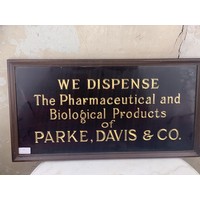 WE DISPENSE
The Pharmaceutical and
Biological Products
of
PARKE, DAVIS & CO.